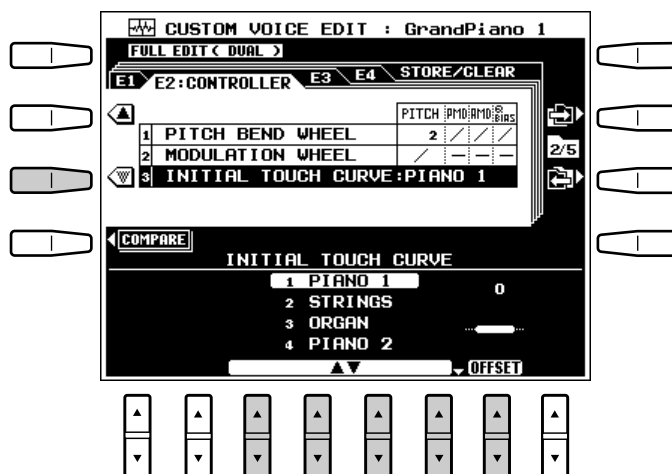 CUSTOM VOICE EDIT : GrandPiano 1
FULL EDIT( DUAL )
E1 E2:CONTROLLER E3 E4 STORE/CLEAR
PITCH PMD AMD EG BIAS
1 PITCH BEND WHEEL 2 / / /
2 MODULATION WHEEL / — — —
2/5
3 INITIAL TOUCH CURVE:PIANO 1
COMPARE
INITIAL TOUCH CURVE
1 PIANO 1
0
2 STRINGS
3 ORGAN
4 PIANO 2
▲▼ OFFSET